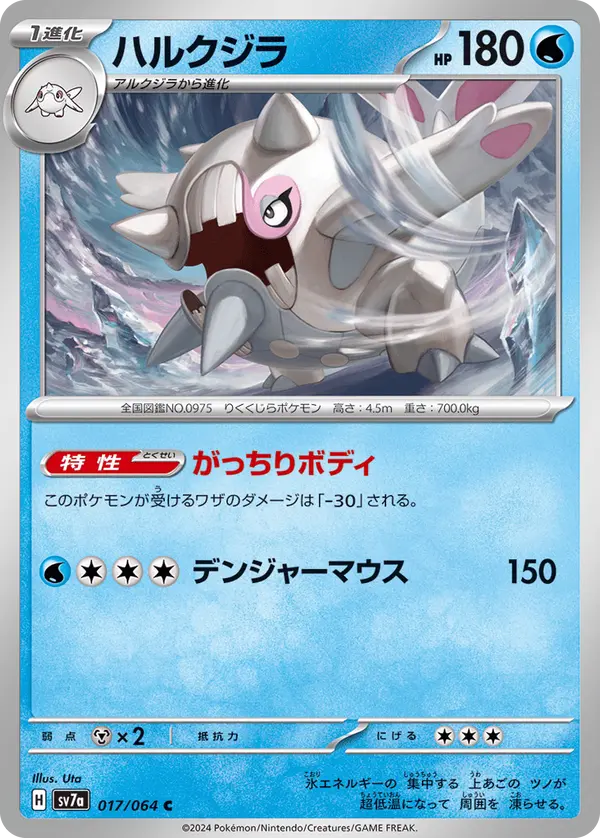 1進化
ハルクジラ
HP 180
アルクジラから進化
全国図鑑NO.0975 りくくじらポケモン 高さ:4.5m 重さ:700.0kg
特性 とくせい がっちりボディ
このポケモンが受けるワザのダメージは「-30」される。
デンジャーマウス 150
弱点 ×2 抵抗力 にげる
Illus. Uta
H sv7a 017/064 C
氷エネルギーの 集中する 上あごの ツノが
超低温になって 周囲を 凍らせる。
©2024 Pokémon/Nintendo/Creatures/GAME FREAK.